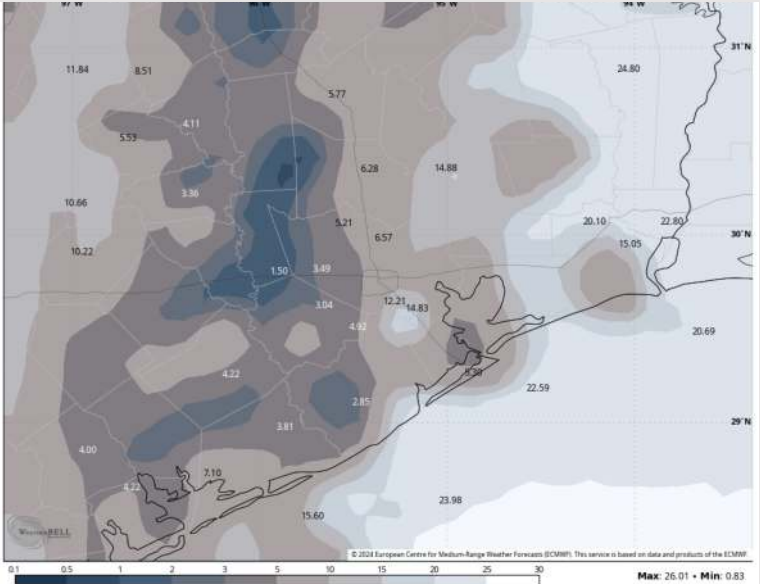 97°W 96°W 95°W 94°W
31°N
11.84 8.51 24.80
5.77
4.11
5.53
6.28 14.88
3.36
10.66
5.21 20.10 22.80
30°N
10.22 6.57 15.05
1.50 3.49
3.04 12.21 14.83
4.92 20.69
4.22 9.30
2.85 22.59
29°N
3.81
4.00
7.10
4.22
23.98
15.60
WeatherBELL
© 2024 European Centre for Medium-Range Weather Forecasts (ECMWF). This service is based on data and products of the ECMWF.
0.1 0.5 1 2 3 5 10 15 20 25 30
Max: 26.01 • Min: 0.83